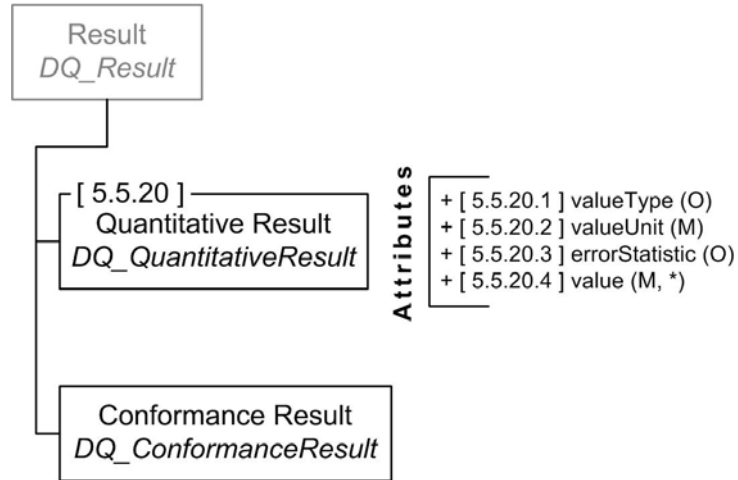 Result
DQ_Result
[ 5.5.20 ]
Quantitative Result
DQ_QuantitativeResult
Attributes
+ [ 5.5.20.1 ] valueType (O)
+ [ 5.5.20.2 ] valueUnit (M)
+ [ 5.5.20.3 ] errorStatistic (O)
+ [ 5.5.20.4 ] value (M, *)
Conformance Result
DQ_ConformanceResult